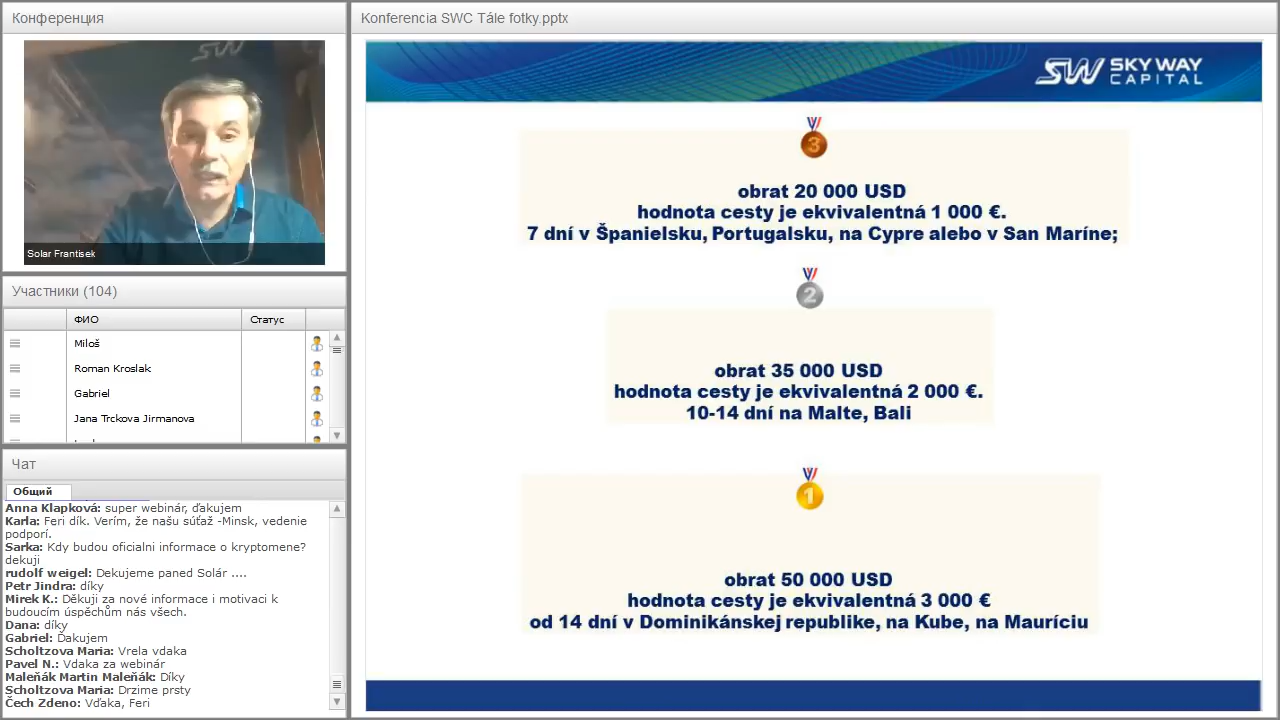 Конференция
SW
Solar Frantisek
Участники (104)
ФИО
Статус
Miloš
Roman Kročiak
Gabriel
Jana Trckova Jirmanova
Чат
Общий
Anna Klapková: webinár, ďakujem
Karla: Feri dík. Verím, že našu súťaž -Minsk, vedenie
podporí.
Sarka: Kdy budou oficialni informace o kryptomene?
dekuji
rudolf weigel: Dekujeme paned Solár ....
Petr Jindra: díky
Mirek K.: Děkuji za nové informace i motivaci k
budoucím úspěchům nás všech.
Dana: díky
Gabriel: Ďakujem
Scholtzova Maria: Vrela vdaka
Pavel N.: Vdaka za webinár
Maleňák Martin Maleňák: Díky
Scholtzova Maria: Drzime prsty
Čech Zdeno: Vďaka, Feri
Konferencia SWC Tále fotky.pptx
SW SKY WAY
CAPITAL
3
obrat 20 000 USD
hodnota cesty je ekvivalentná 1 000 €.
7 dní v Španielsku, Portugalsku, na Cypre alebo v San Maríne;
2
obrat 35 000 USD
hodnota cesty je ekvivalentná 2 000 €.
10-14 dní na Malte, Bali
1
obrat 50 000 USD
hodnota cesty je ekvivalentná 3 000 €
od 14 dní v Dominikánskej republike, na Kube, na Mauríciu